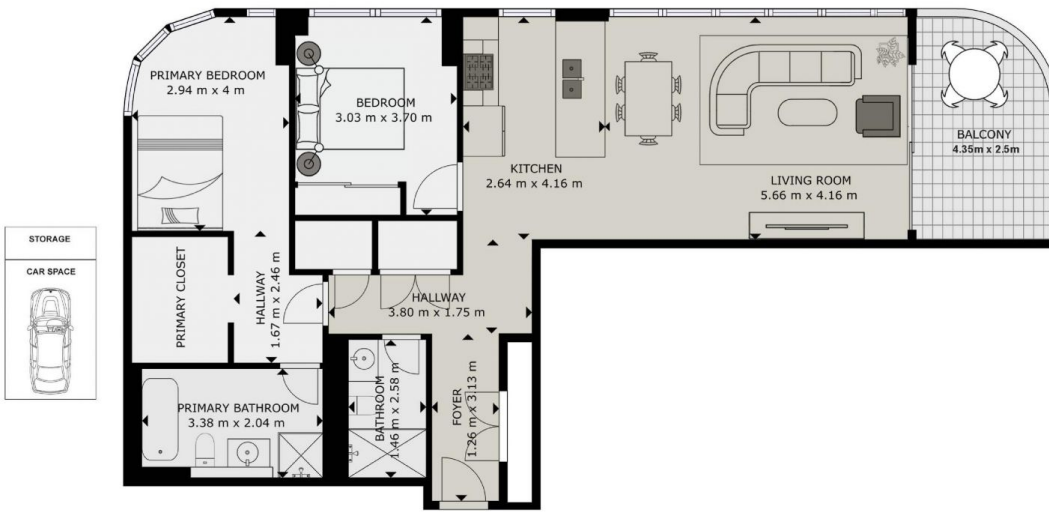 PRIMARY BEDROOM
2.94 m x 4 m
BEDROOM
3.03 m x 3.70 m
KITCHEN
2.64 m x 4.16 m
LIVING ROOM
5.66 m x 4.16 m
BALCONY
4.35m x 2.5m
STORAGE
CAR SPACE
PRIMARY CLOSET
HALLWAY
1.67 m x 2.46 m
HALLWAY
3.80 m x 1.75 m
PRIMARY BATHROOM
3.38 m x 2.04 m
BATHROOM
1.46 m x 2.58 m
FOYER
1.26 m x 3.13 m